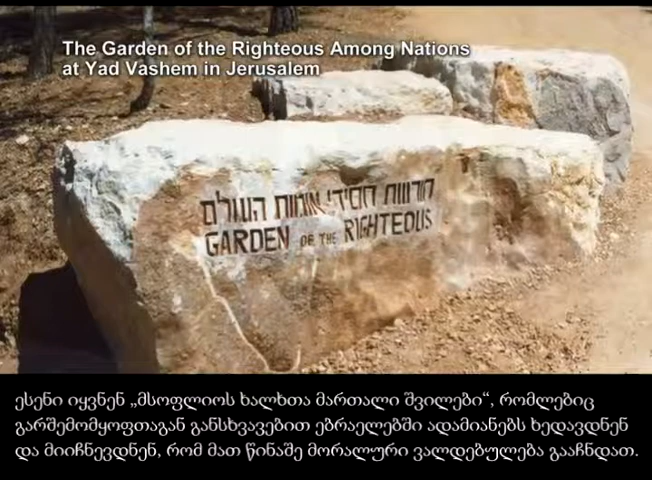 The Garden of the Righteous Among Nations
at Yad Vashem in Jerusalem
חורשת חסידי אומות העולם
GARDEN OF THE RIGHTEOUS
ესენი იყვნენ „მსოფლიოს ხალხთა მართალი შვილები“, რომლებიც
გარშემომყოფთაგან განსხვავებით ებრაელებში ადამიანებს ხედავდნენ
და მიიჩნევდნენ, რომ მათ წინაშე მორალური ვალდებულება გააჩნდათ.